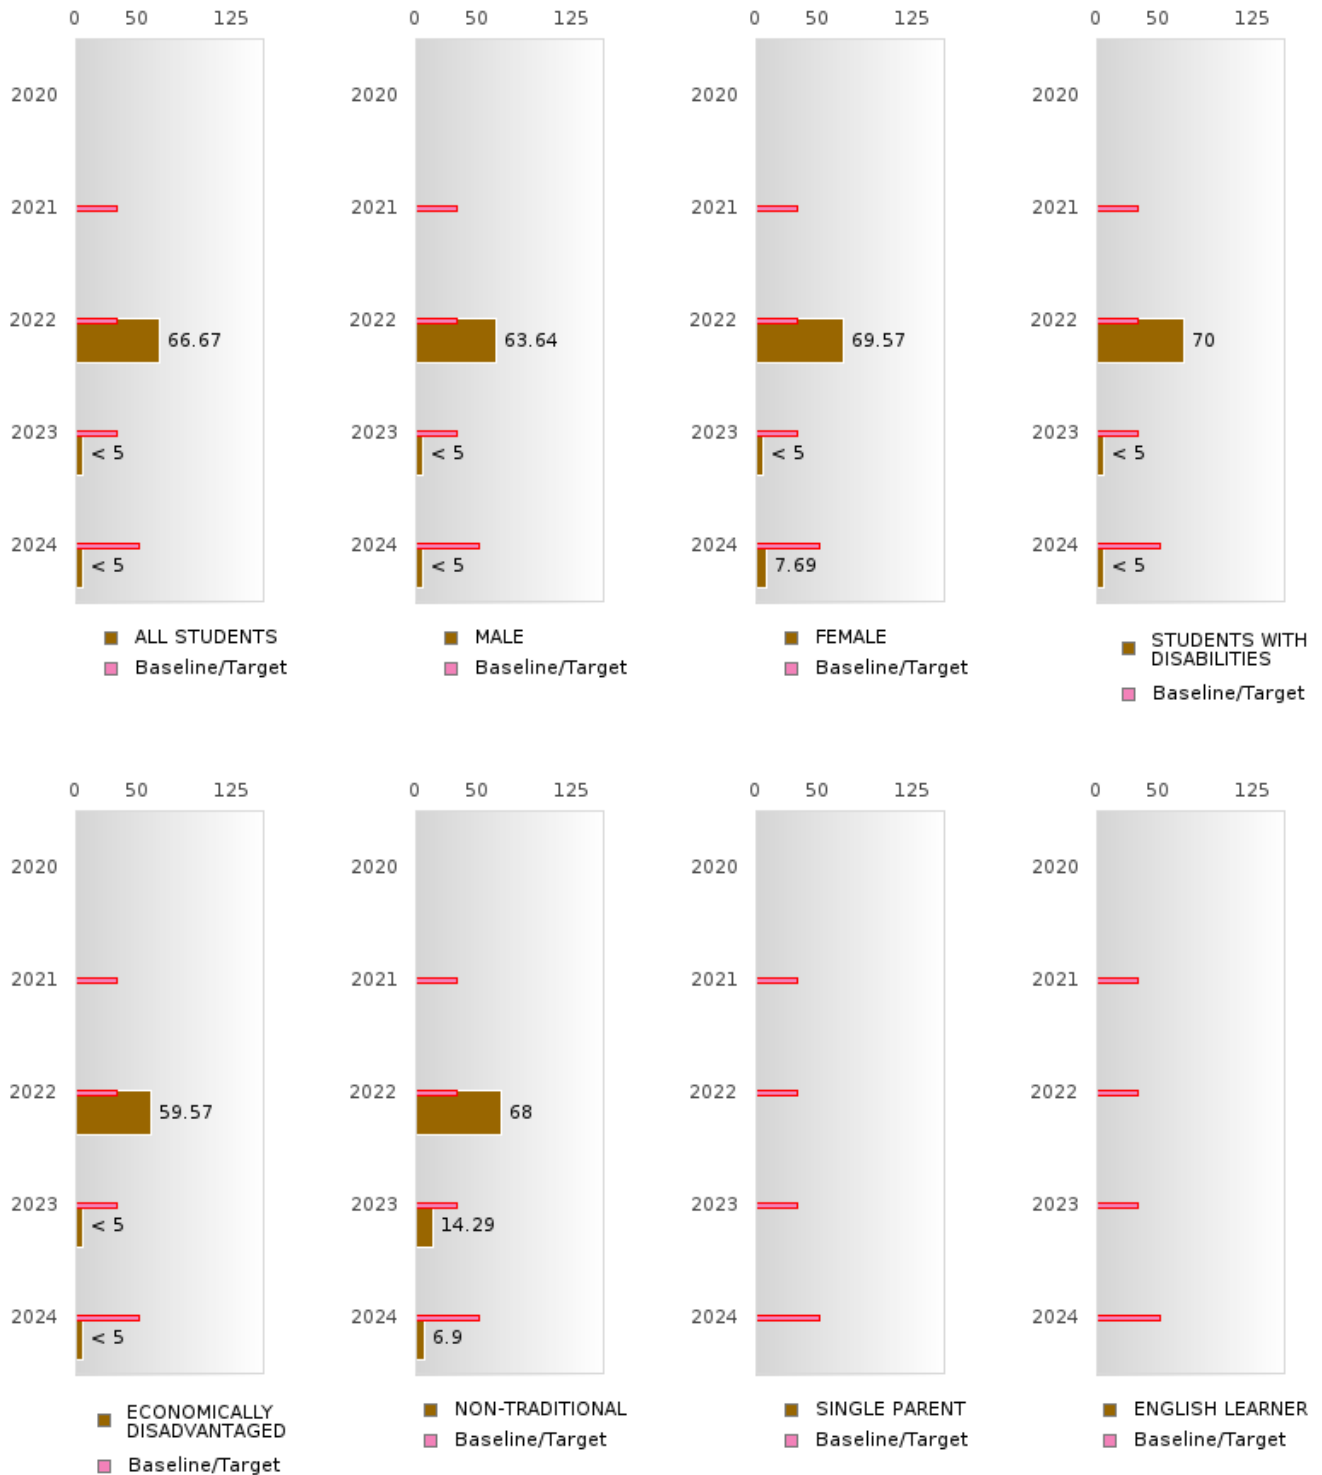 0 50 125
0 50 125
0 50 125
0 50 125
2020
2020
2020
2020
2021
2021
2021
2021
2022
66.67
2022
63.64
2022
69.57
2022
70
2023
< 5
2023
< 5
2023
< 5
2023
< 5
2024
< 5
2024
< 5
2024
7.69
2024
< 5
ALL STUDENTS
Baseline/Target
MALE
Baseline/Target
FEMALE
Baseline/Target
STUDENTS WITH
DISABILITIES
Baseline/Target
0 50 125
0 50 125
0 50 125
0 50 125
2020
2020
2020
2020
2021
2021
2021
2021
2022
59.57
2022
68
2022
2022
2023
< 5
2023
14.29
2023
2023
2024
< 5
2024
6.9
2024
2024
ECONOMICALLY
DISADVANTAGED
Baseline/Target
NON-TRADITIONAL
Baseline/Target
SINGLE PARENT
Baseline/Target
ENGLISH LEARNER
Baseline/Target